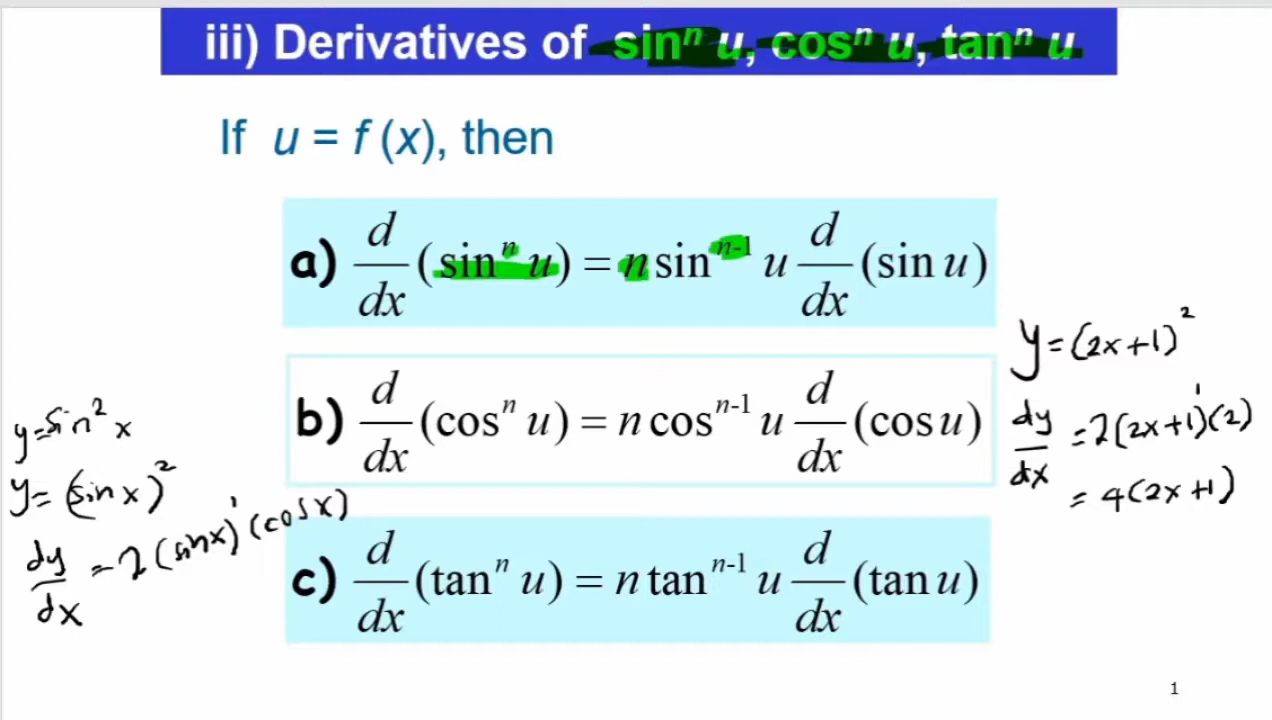 iii) Derivatives of sinⁿ u, cosⁿ u, tanⁿ u
If u = f (x), then
a) d/dx (sinⁿ u) = n sinⁿ⁻¹ u d/dx (sin u)
b) d/dx (cosⁿ u) = n cosⁿ⁻¹ u d/dx (cos u)
c) d/dx (tanⁿ u) = n tanⁿ⁻¹ u d/dx (tan u)
y = sin² x
y = (sin x)²
dy/dx = 2 (sin x)¹ (cos x)
y = (2x+1)²
dy/dx = 2(2x+1)¹(2)
= 4(2x+1)
1